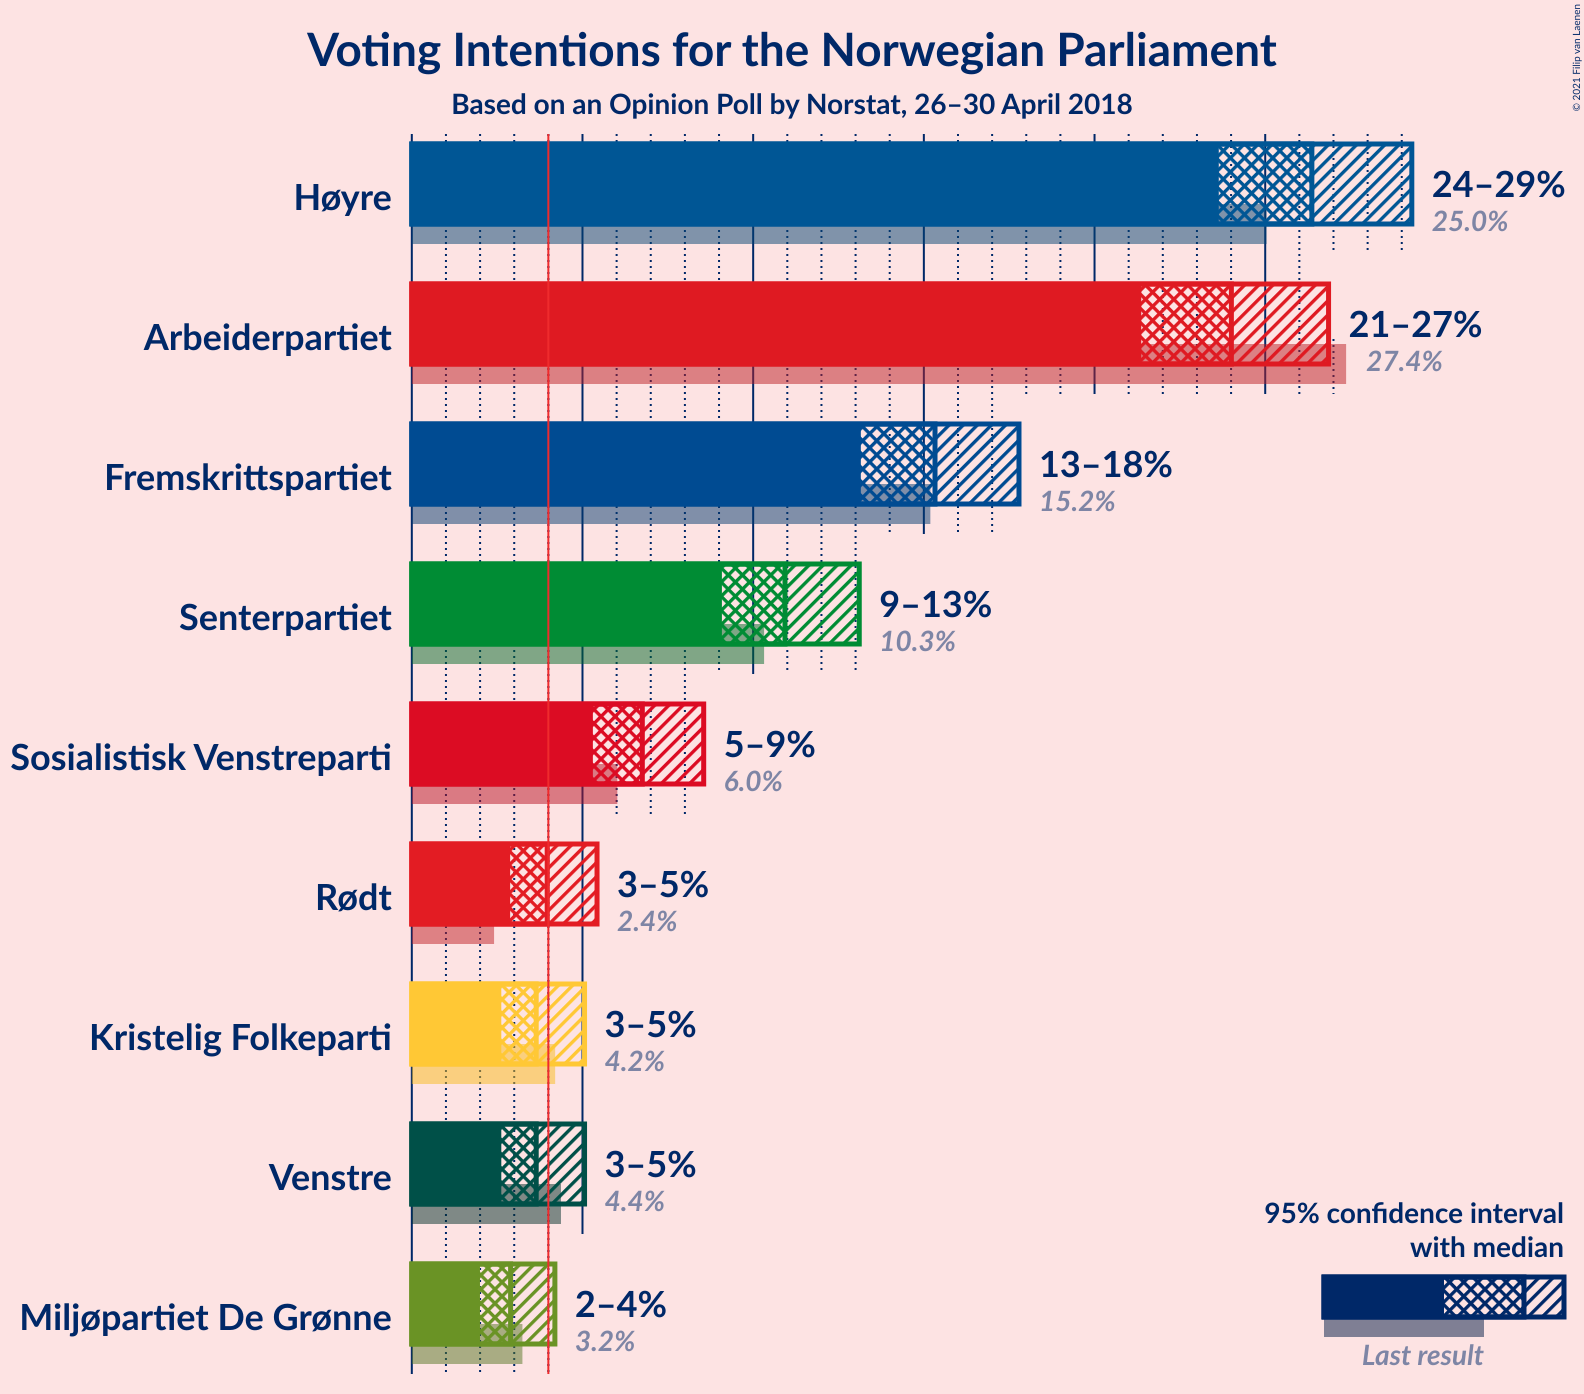 © 2021 Filip van Laenen
Voting Intentions for the Norwegian Parliament
Based on an Opinion Poll by Norstat, 26–30 April 2018
Høyre
24–29%
25.0%
Arbeiderpartiet
21–27%
27.4%
Fremskrittspartiet
13–18%
15.2%
Senterpartiet
9–13%
10.3%
Sosialistisk Venstreparti
5–9%
6.0%
Rødt
3–5%
2.4%
Kristelig Folkeparti
3–5%
4.2%
Venstre
3–5%
4.4%
Miljøpartiet De Grønne
2–4%
3.2%
95% confidence interval
with median
Last result